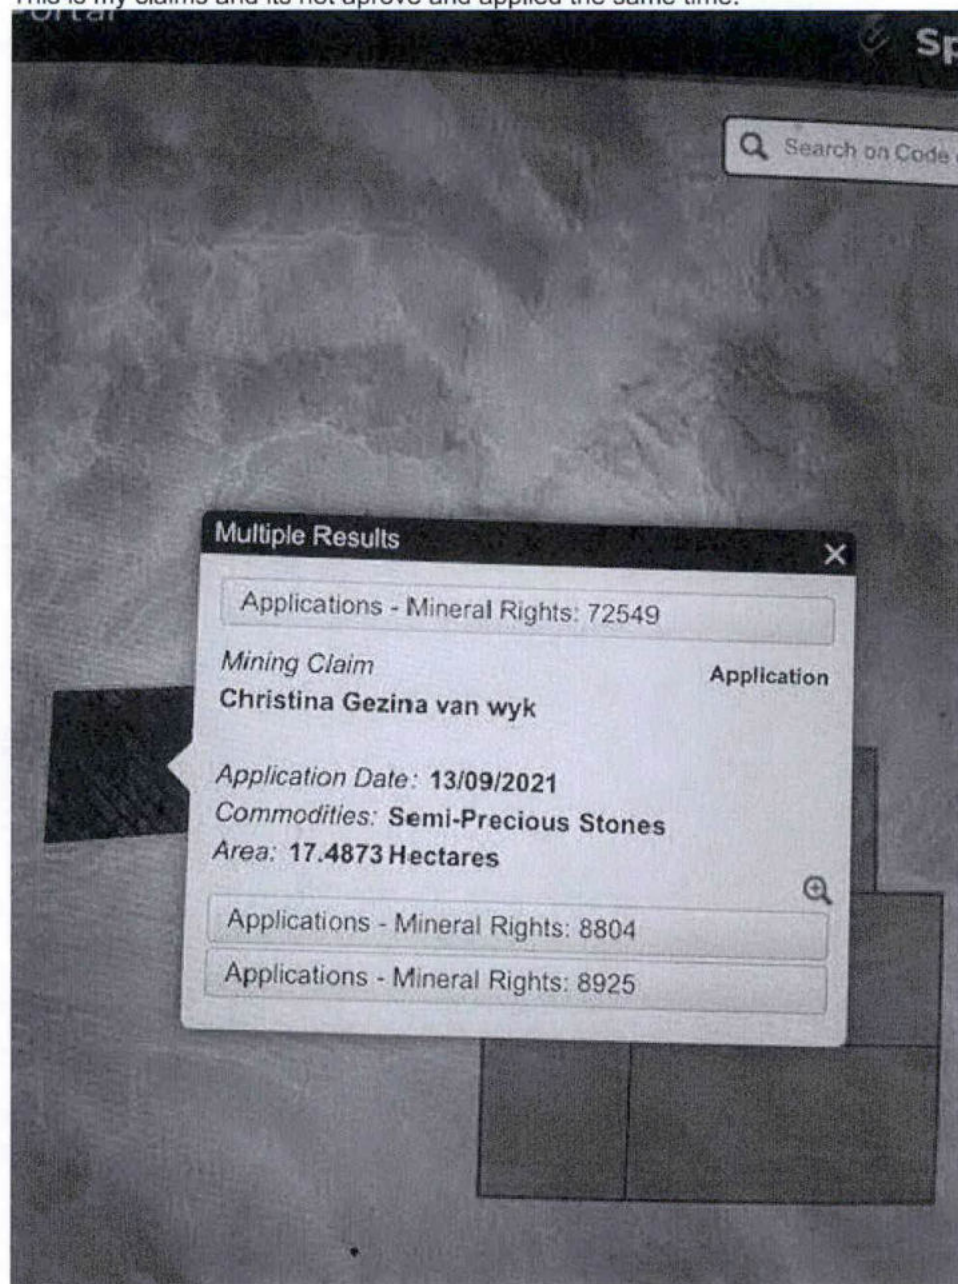 This is my claims and its not aprove and applied the same time.
Portal
Sp
Search on Code
Multiple Results
Applications - Mineral Rights: 72549
Mining Claim
Application
Christina Gezina van wyk
Application Date: 13/09/2021
Commodities: Semi-Precious Stones
Area: 17.4873 Hectares
Applications - Mineral Rights: 8804
Applications - Mineral Rights: 8925